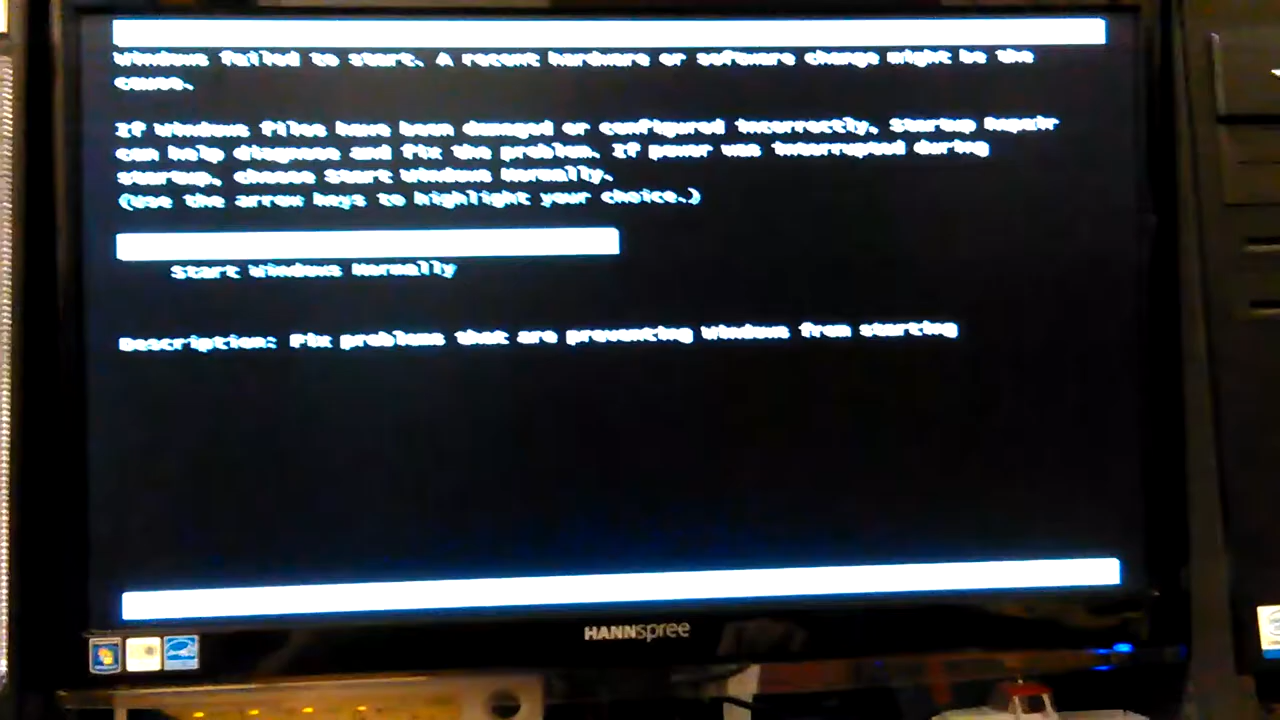 Windows failed to start. A recent hardware or software change might be the
cause.
If Windows files have been damaged or configured incorrectly, Startup Repair
can help diagnose and fix the problem. If power was interrupted during
startup, choose Start Windows Normally.
(Use the arrow keys to highlight your choice.)
Start Windows Normally
Description: Fix problems that are preventing Windows from starting
HANNspree